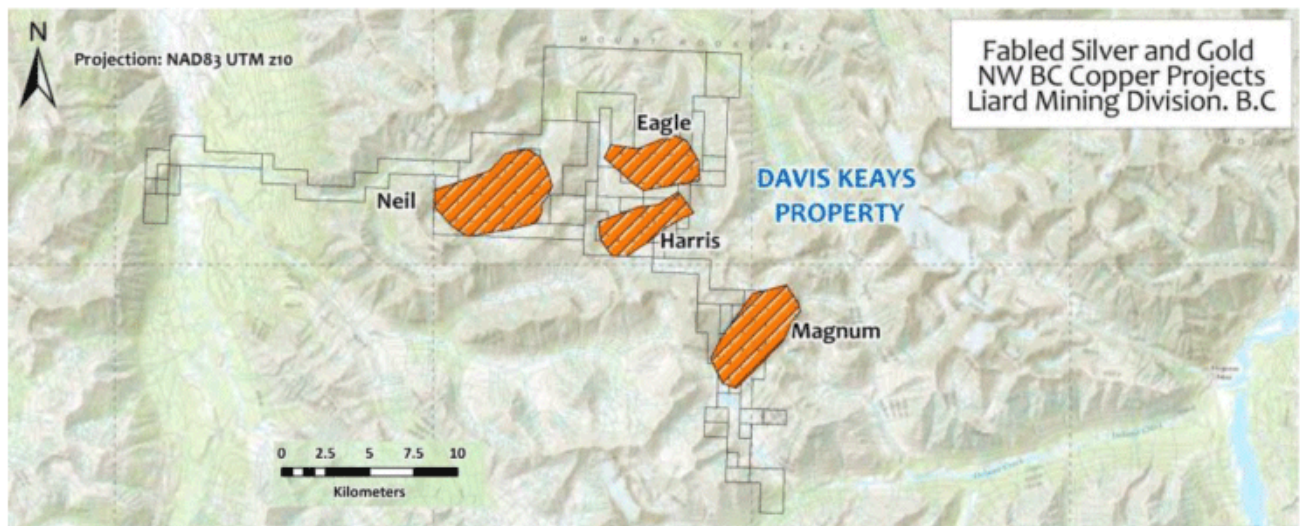 N
Projection: NAD83 UTM z10
Fabled Silver and Gold
NW BC Copper Projects
Liard Mining Division. B.C
Eagle
DAVIS KEAYS
PROPERTY
Neil
Harris
Magnum
0 2.5 5 7.5 10
Kilometers